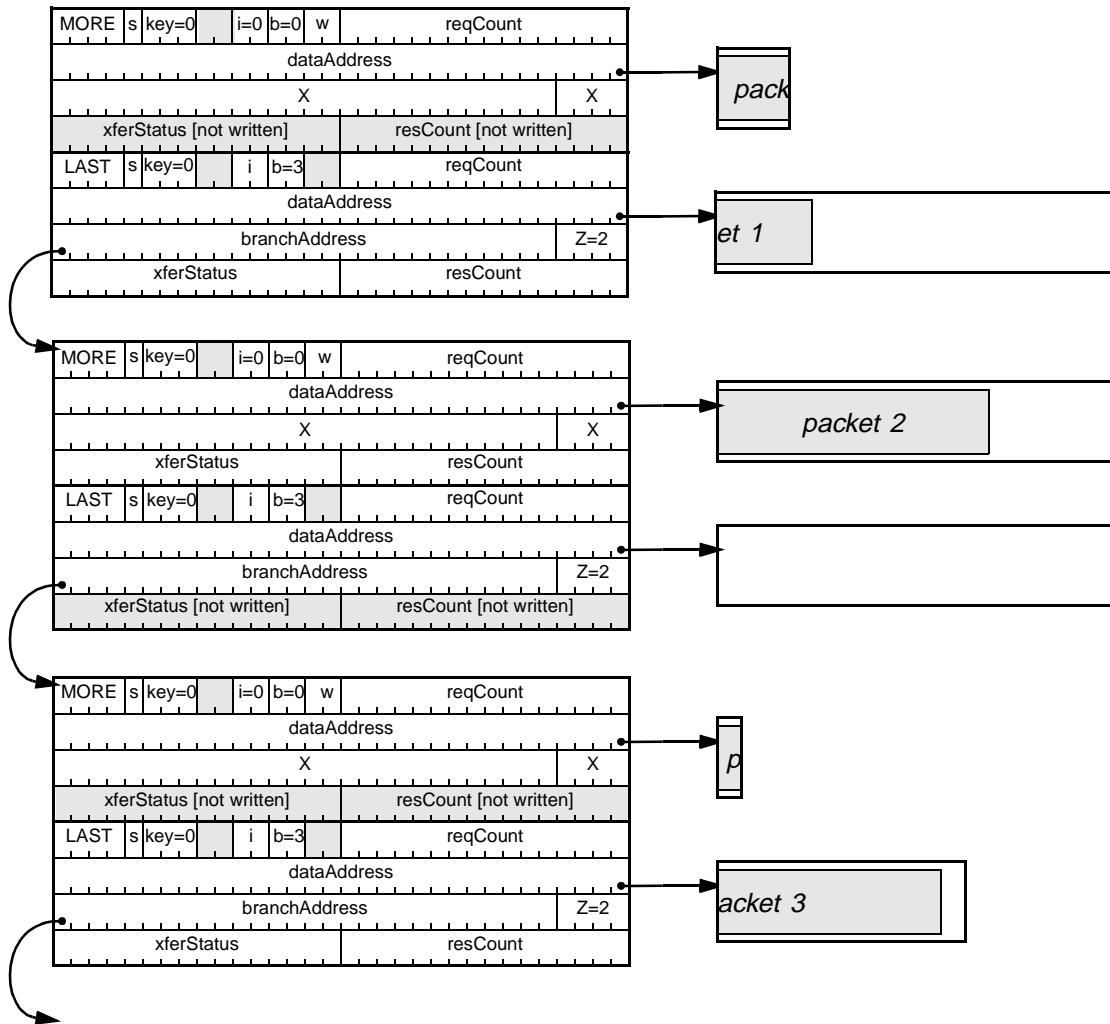 MORE s key=0 i=0 b=0 w reqCount
dataAddress
pack
X X
xferStatus [not written] resCount [not written]
LAST s key=0 i b=3 reqCount
dataAddress
et 1
branchAddress Z=2
xferStatus resCount
MORE s key=0 i=0 b=0 w reqCount
dataAddress
packet 2
X X
xferStatus resCount
LAST s key=0 i b=3 reqCount
dataAddress
branchAddress Z=2
xferStatus [not written] resCount [not written]
MORE s key=0 i=0 b=0 w reqCount
dataAddress
p
X X
xferStatus [not written] resCount [not written]
LAST s key=0 i b=3 reqCount
dataAddress
acket 3
branchAddress Z=2
xferStatus resCount